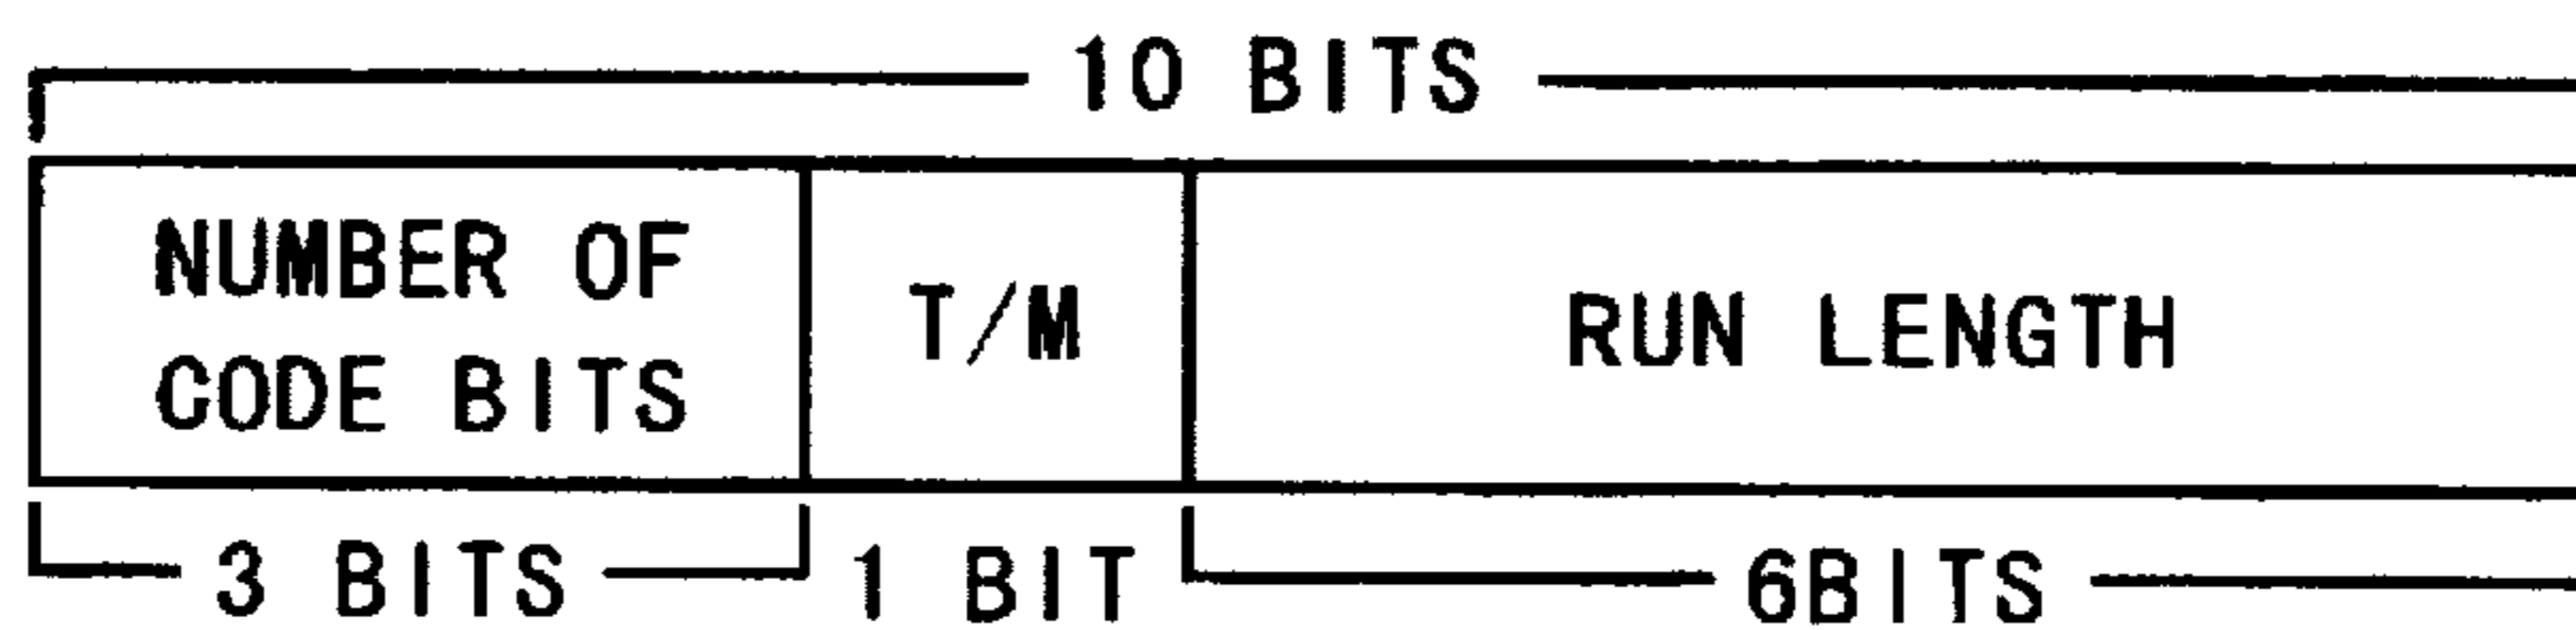 10 BITS
NUMBER OF
CODE BITS
T/M
RUN LENGTH
3 BITS
1 BIT
6BITS